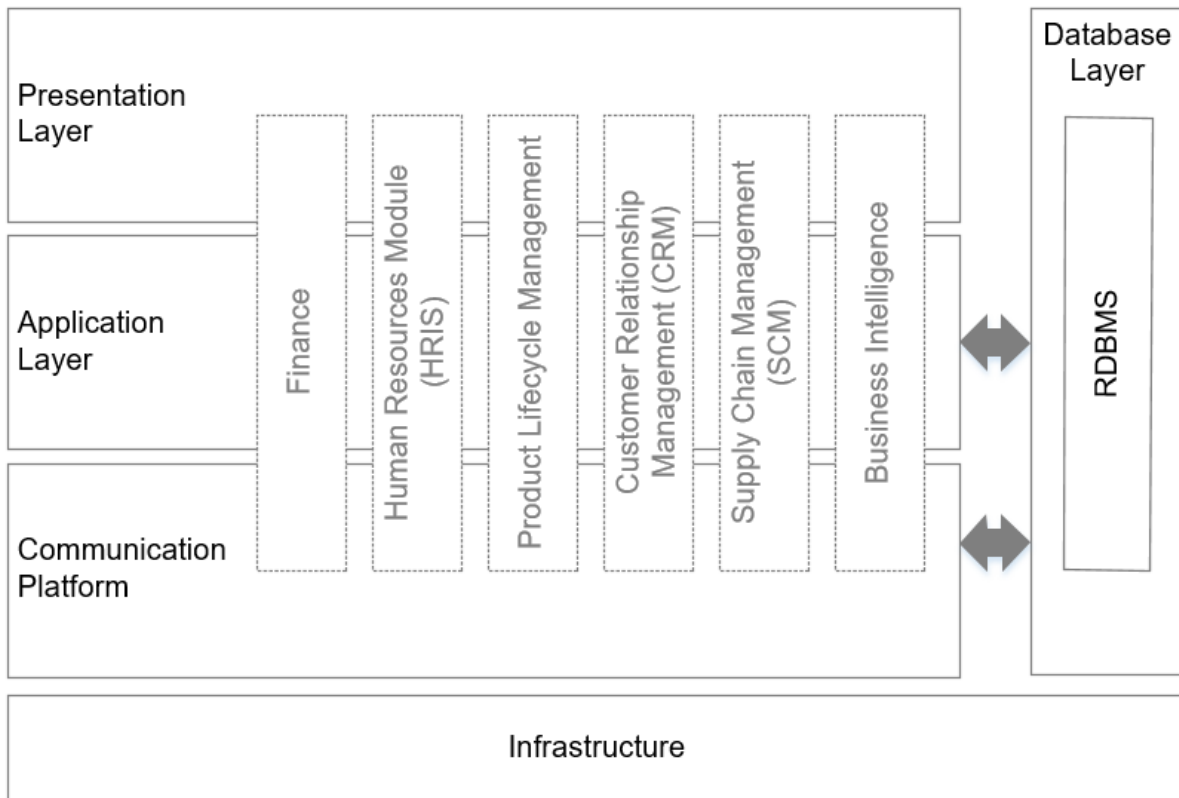 Presentation
Layer
Application
Layer
Communication
Platform
Finance
Human Resources Module
(HRIS)
Product Lifecycle Management
Customer Relationship
Management (CRM)
Supply Chain Management
(SCM)
Business Intelligence
Database
Layer
RDBMS
Infrastructure